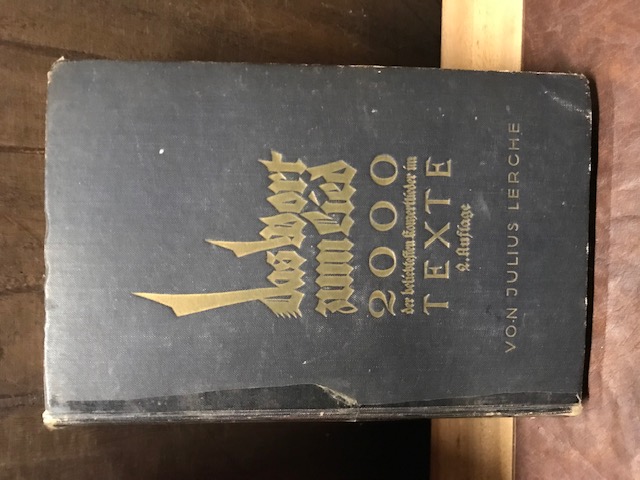 Das Wort
zum Lied
2000
der beliebtesten Konzertlieder im
TEXTE
2. Auflage
VON JULIUS LERCHE